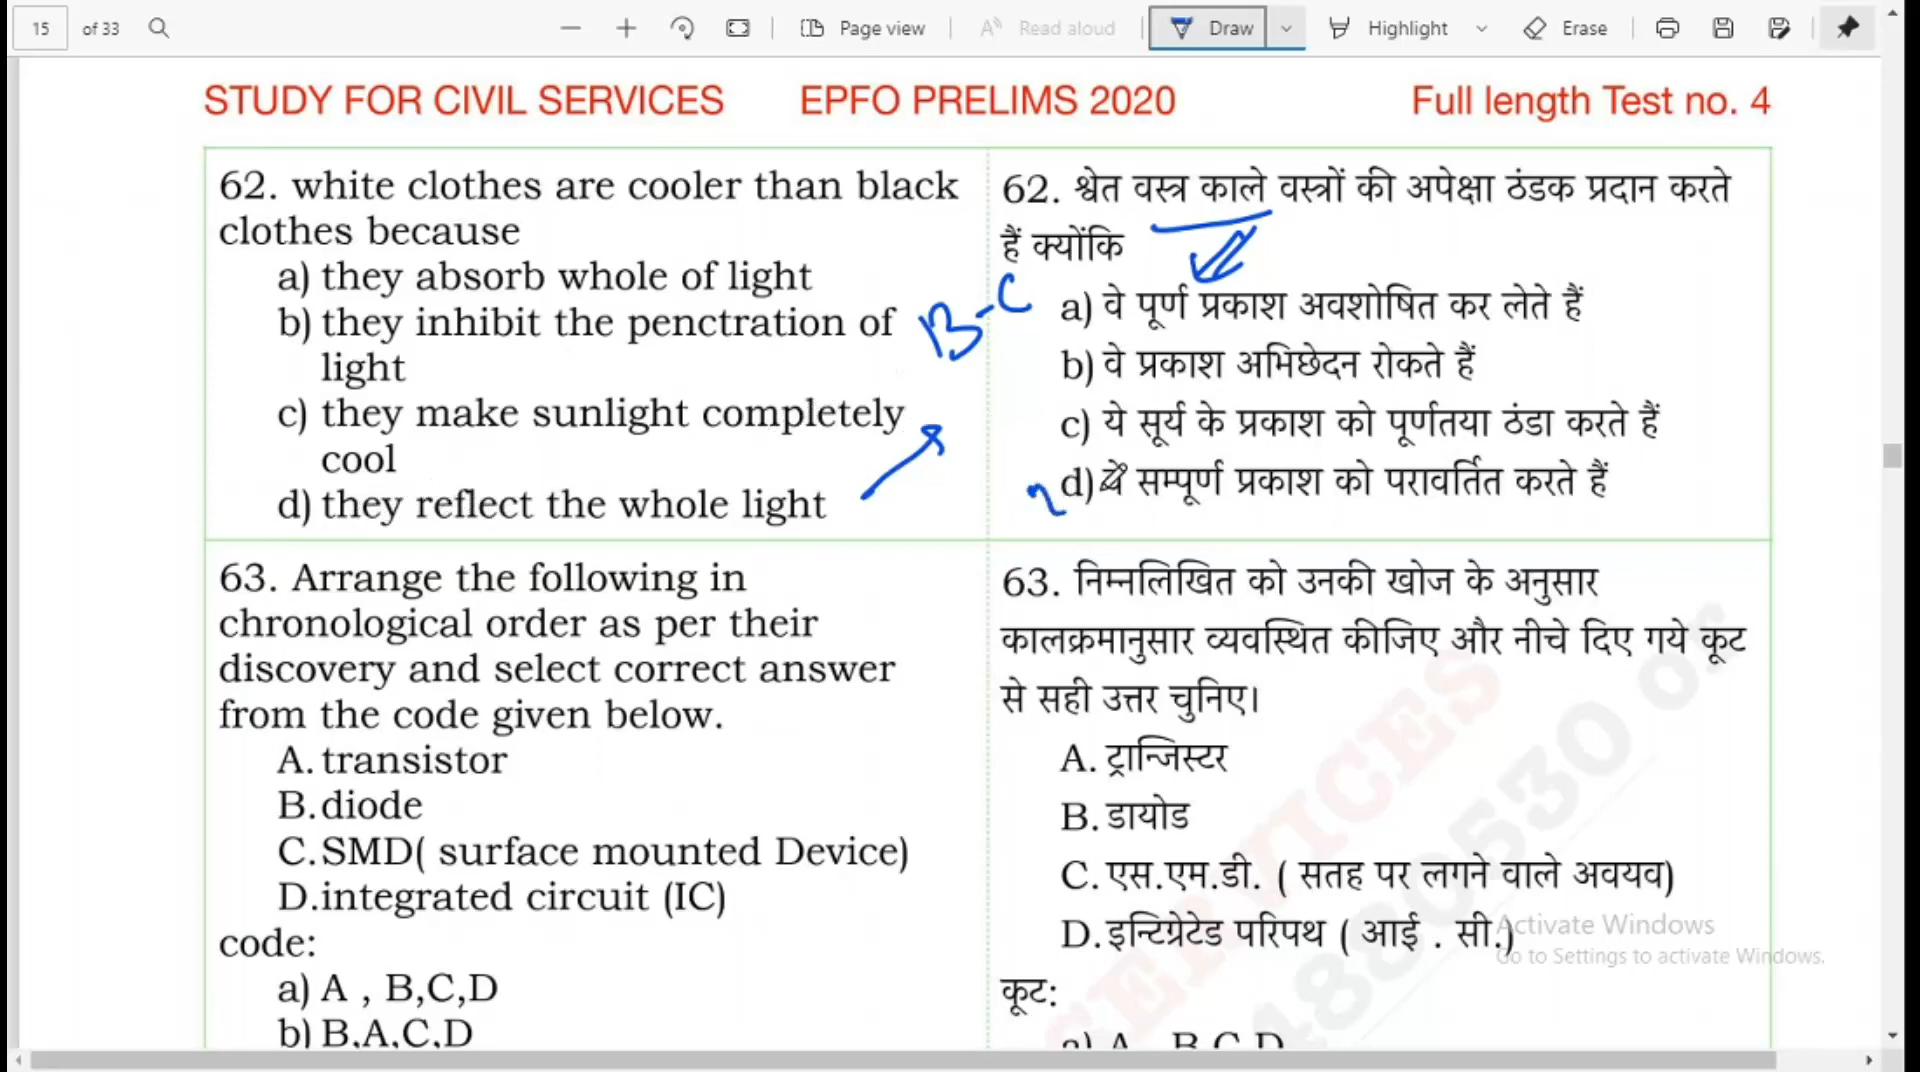 15 of 33 Page view Read aloud Draw Highlight Erase
STUDY FOR CIVIL SERVICES EPFO PRELIMS 2020 Full length Test no. 4
62. white clothes are cooler than black
clothes because
a) they absorb whole of light
b) they inhibit the penctration of
light
c) they make sunlight completely
cool
d) they reflect the whole light
B-C
62. श्वेत वस्त्र काले वस्त्रों की अपेक्षा ठंडक प्रदान करते
हैं क्योंकि
a) वे पूर्ण प्रकाश अवशोषित कर लेते हैं
b) वे प्रकाश अभिछेदन रोकते हैं
c) ये सूर्य के प्रकाश को पूर्णतया ठंडा करते हैं
d) ये सम्पूर्ण प्रकाश को परावर्तित करते हैं
63. Arrange the following in
chronological order as per their
discovery and select correct answer
from the code given below.
A. transistor
B. diode
C. SMD( surface mounted Device)
D. integrated circuit (IC)
code:
a) A , B,C,D
b) B,A,C,D
63. निम्नलिखित को उनकी खोज के अनुसार
कालक्रमानुसार व्यवस्थित कीजिए और नीचे दिए गये कूट
से सही उत्तर चुनिए।
A. ट्रान्जिस्टर
B. डायोड
C. एस.एम.डी. ( सतह पर लगने वाले अवयव)
D. इन्टिग्रेटेड परिपथ ( आई . सी.)
कूट:
a) A , B,C,D
SERVICES
4880530 or
Activate Windows
Go to Settings to activate Windows.